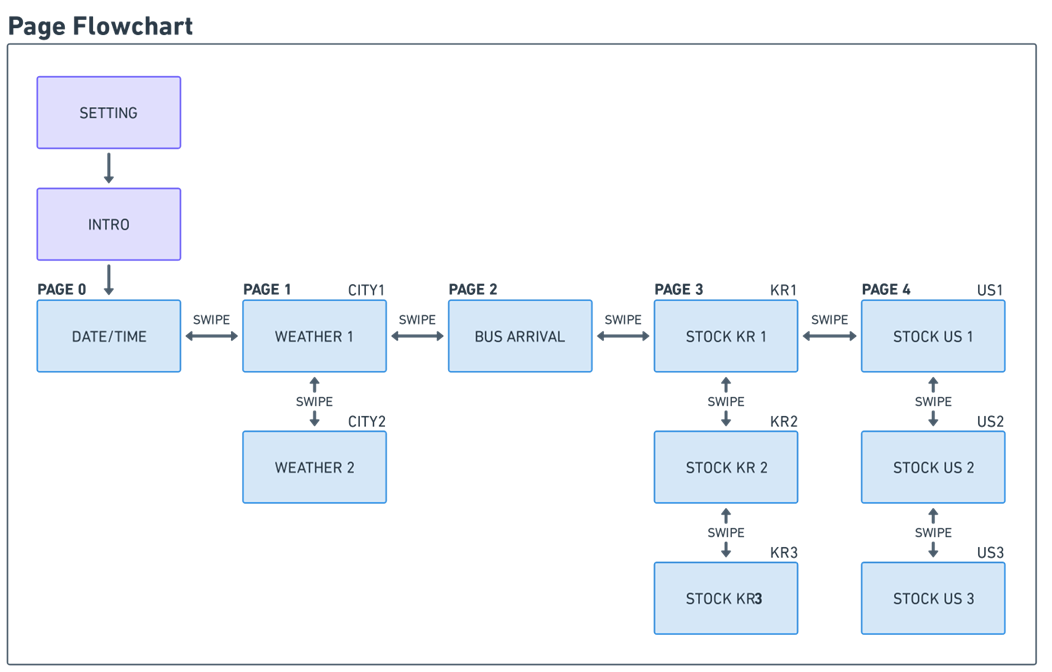 Page Flowchart
SETTING
INTRO
PAGE 0
DATE/TIME
SWIPE
PAGE 1
CITY1
WEATHER 1
SWIPE
CITY2
WEATHER 2
SWIPE
PAGE 2
BUS ARRIVAL
SWIPE
PAGE 3
KR1
STOCK KR 1
SWIPE
KR2
STOCK KR 2
SWIPE
KR3
STOCK KR3
SWIPE
PAGE 4
US1
STOCK US 1
SWIPE
US2
STOCK US 2
SWIPE
US3
STOCK US 3